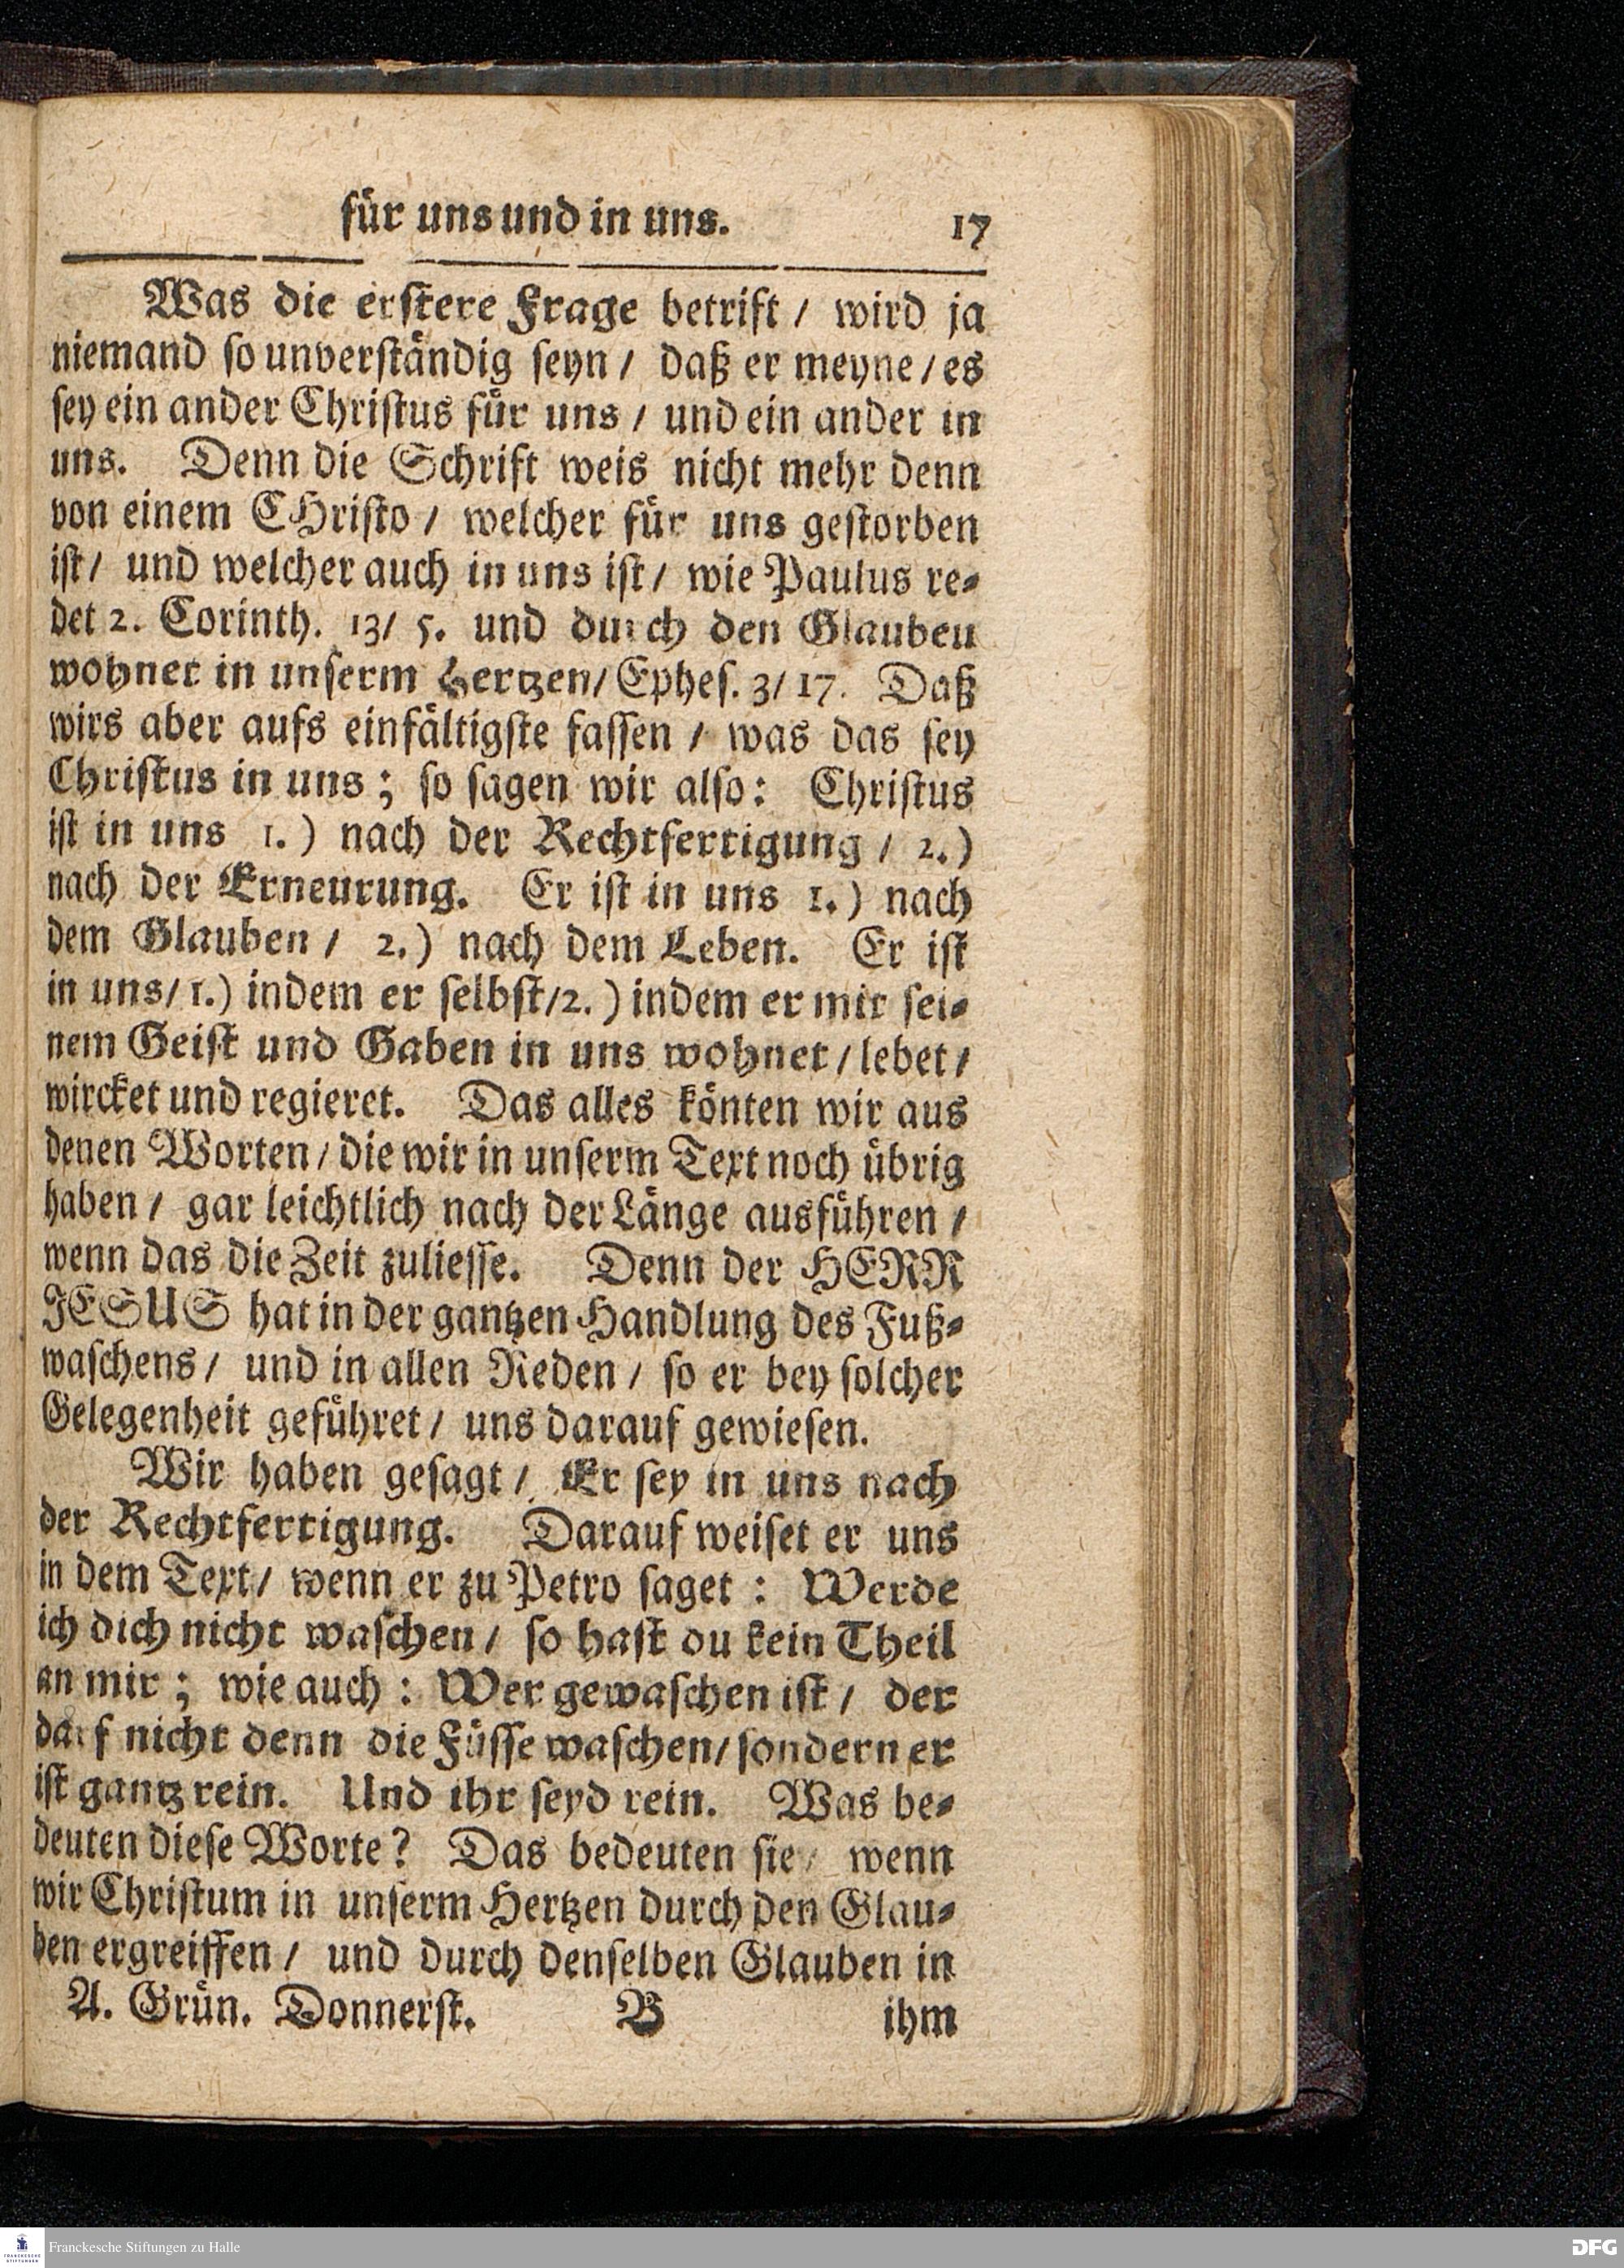 für uns und in uns. 17
Was die erstere Frage betrift / wird ja
niemand so unverständig seyn / daß er meyne / es
sey ein ander Christus für uns / und ein ander in
uns. Denn die Schrift weis nicht mehr denn
von einem CHristo / welcher für uns gestorben
ist / und welcher auch in uns ist / wie Paulus re-
det 2. Corinth. 13 / 5. und durch den Glauben
wohnet in unserm Hertzen / Ephes. 3 / 17. Daß
wirs aber aufs einfältigste fassen / was das sey
Christus in uns ; so sagen wir also: Christus
ist in uns 1. ) nach der Rechtfertigung / 2. )
nach der Erneurung. Er ist in uns 1. ) nach
dem Glauben / 2. ) nach dem Leben. Er ist
in uns / 1. ) indem er selbst / 2. ) indem er mit sei-
nem Geist und Gaben in uns wohnet / lebet /
wircket und regieret. Das alles könten wir aus
denen Worten / die wir in unserm Text noch übrig
haben / gar leichtlich nach der Länge ausführen /
wenn das die Zeit zuliesse. Denn der HERR
JESUS hat in der gantzen Handlung des Fuß-
waschens / und in allen Reden / so er bey solcher
Gelegenheit geführet / uns darauf gewiesen.
Wir haben gesagt / Er sey in uns nach
der Rechtfertigung. Darauf weiset er uns
in dem Text / wenn er zu Petro saget : Werde
ich dich nicht waschen / so hast du kein Theil
an mir ; wie auch : Wer gewaschen ist / der
darf nicht denn die Füsse waschen / sondern er
ist gantz rein. Und ihr seyd rein. Was be-
deuten diese Worte? Das bedeuten sie / wenn
wir Christum in unserm Hertzen durch den Glau-
ben ergreiffen / und durch denselben Glauben in
A. Grün. Donnerst. B ihm
FRANCKESCHE STIFTUNGEN
Franckesche Stiftungen zu Halle
DFG